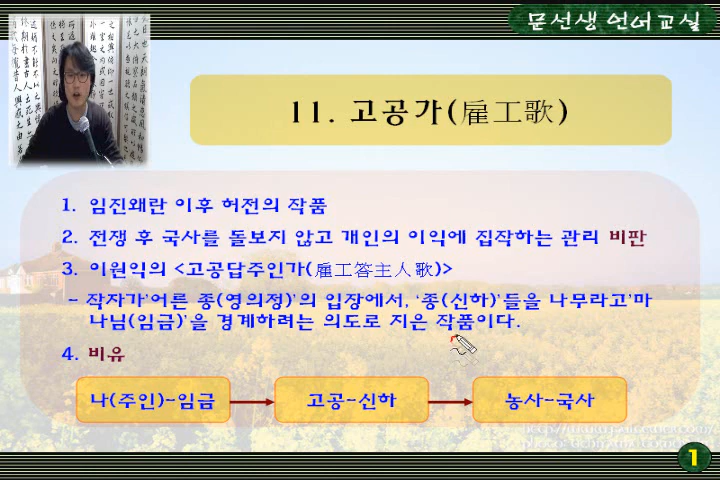 문선생 언어교실
11. 고공가(雇工歌)
1. 임진왜란 이후 허전의 작품
2. 전쟁 후 국사를 돌보지 않고 개인의 이익에 집착하는 관리 비판
3. 이원익의 <고공답주인가(雇工答主人歌)>
- 작자가'어른 종(영의정)'의 입장에서, '종(신하)'들을 나무라고'마
나님(임금)'을 경계하려는 의도로 지은 작품이다.
4. 비유
나(주인)-임금
고공-신하
농사-국사
1